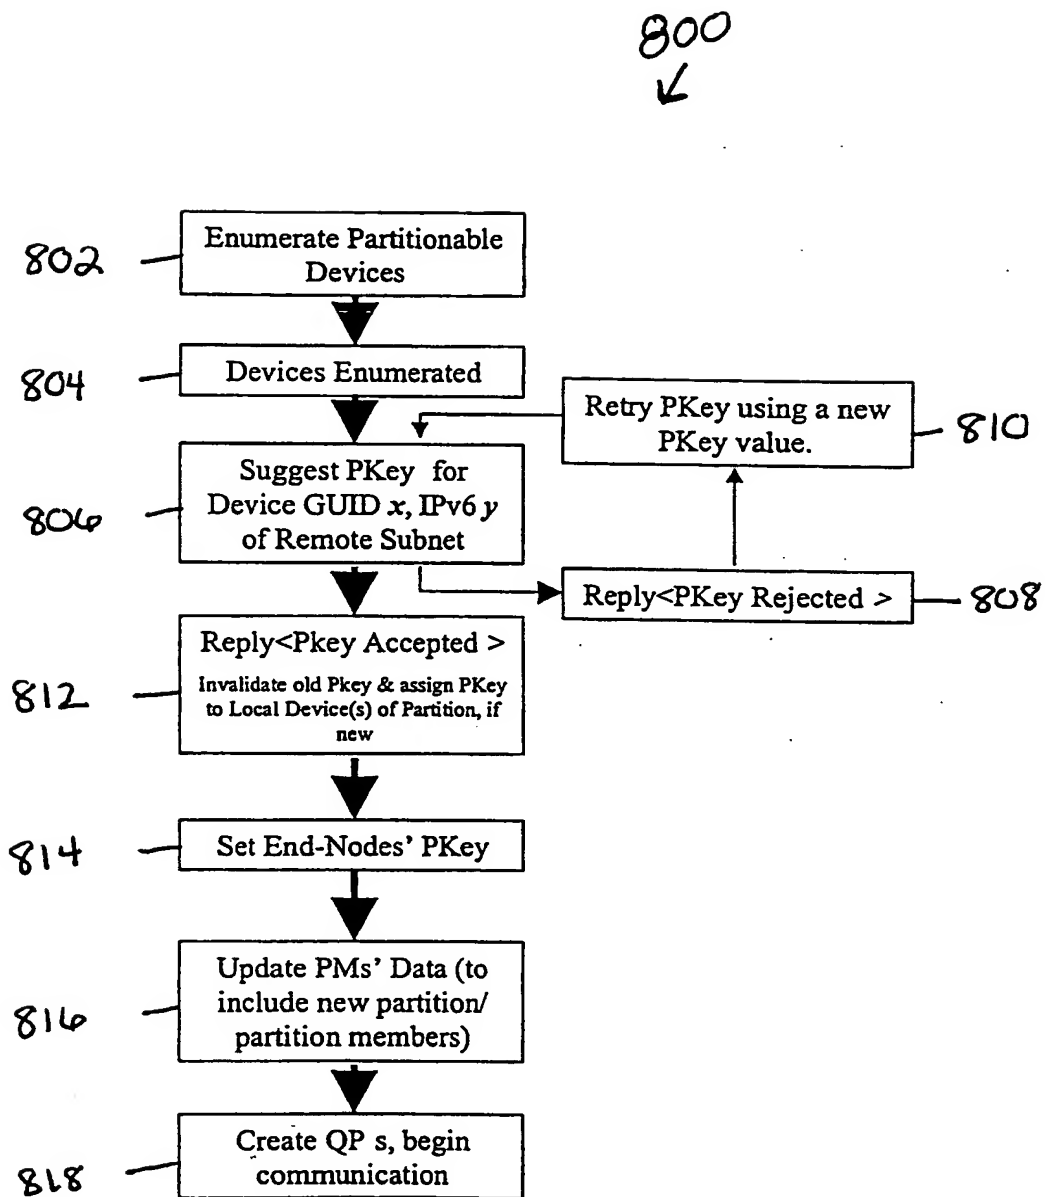 800
802
Enumerate Partitionable
Devices
804
Devices Enumerated
Retry PKey using a new
PKey value.
810
806
Suggest PKey for
Device GUID x, IPv6 y
of Remote Subnet
Reply<PKey Rejected >
808
812
Reply<Pkey Accepted >
Invalidate old Pkey & assign PKey
to Local Device(s) of Partition, if
new
814
Set End-Nodes’ PKey
816
Update PMs’ Data (to
include new partition/
partition members)
818
Create QP s, begin
communication